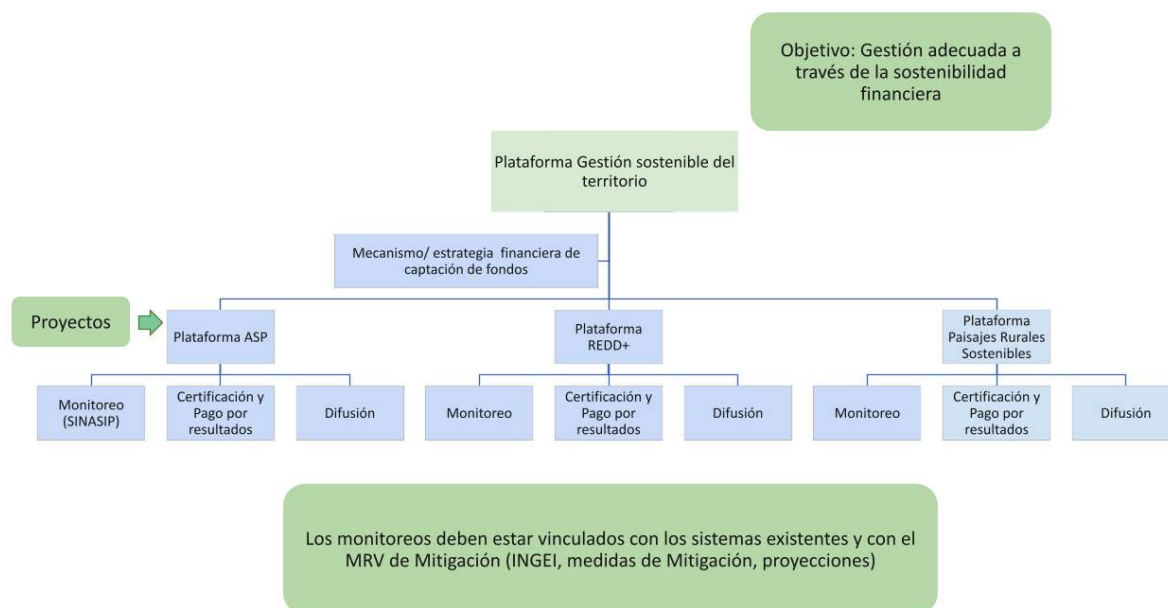 Objetivo: Gestión adecuada a
través de la sostenibilidad
financiera
Plataforma Gestión sostenible del
territorio
Mecanismo/ estrategia financiera de
captación de fondos
Proyectos
Plataforma ASP
Plataforma
REDD+
Plataforma
Paisajes Rurales
Sostenibles
Monitoreo
(SINASIP)
Certificación y
Pago por
resultados
Difusión
Monitoreo
Certificación y
Pago por
resultados
Difusión
Monitoreo
Certificación y
Pago por
resultados
Difusión
Los monitoreos deben estar vinculados con los sistemas existentes y con el
MRV de Mitigación (INGEI, medidas de Mitigación, proyecciones)